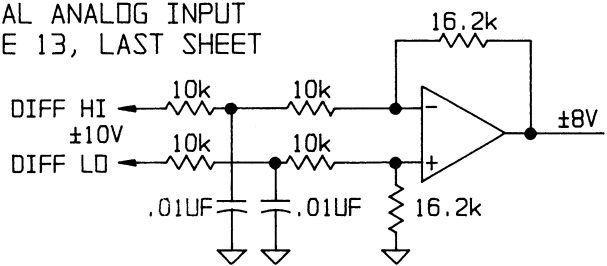 AL ANALOG INPUT
E 13, LAST SHEET
16.2k
10k 10k
DIFF HI
±10V
±8V
10k 10k
DIFF LO
.01UF .01UF 16.2k